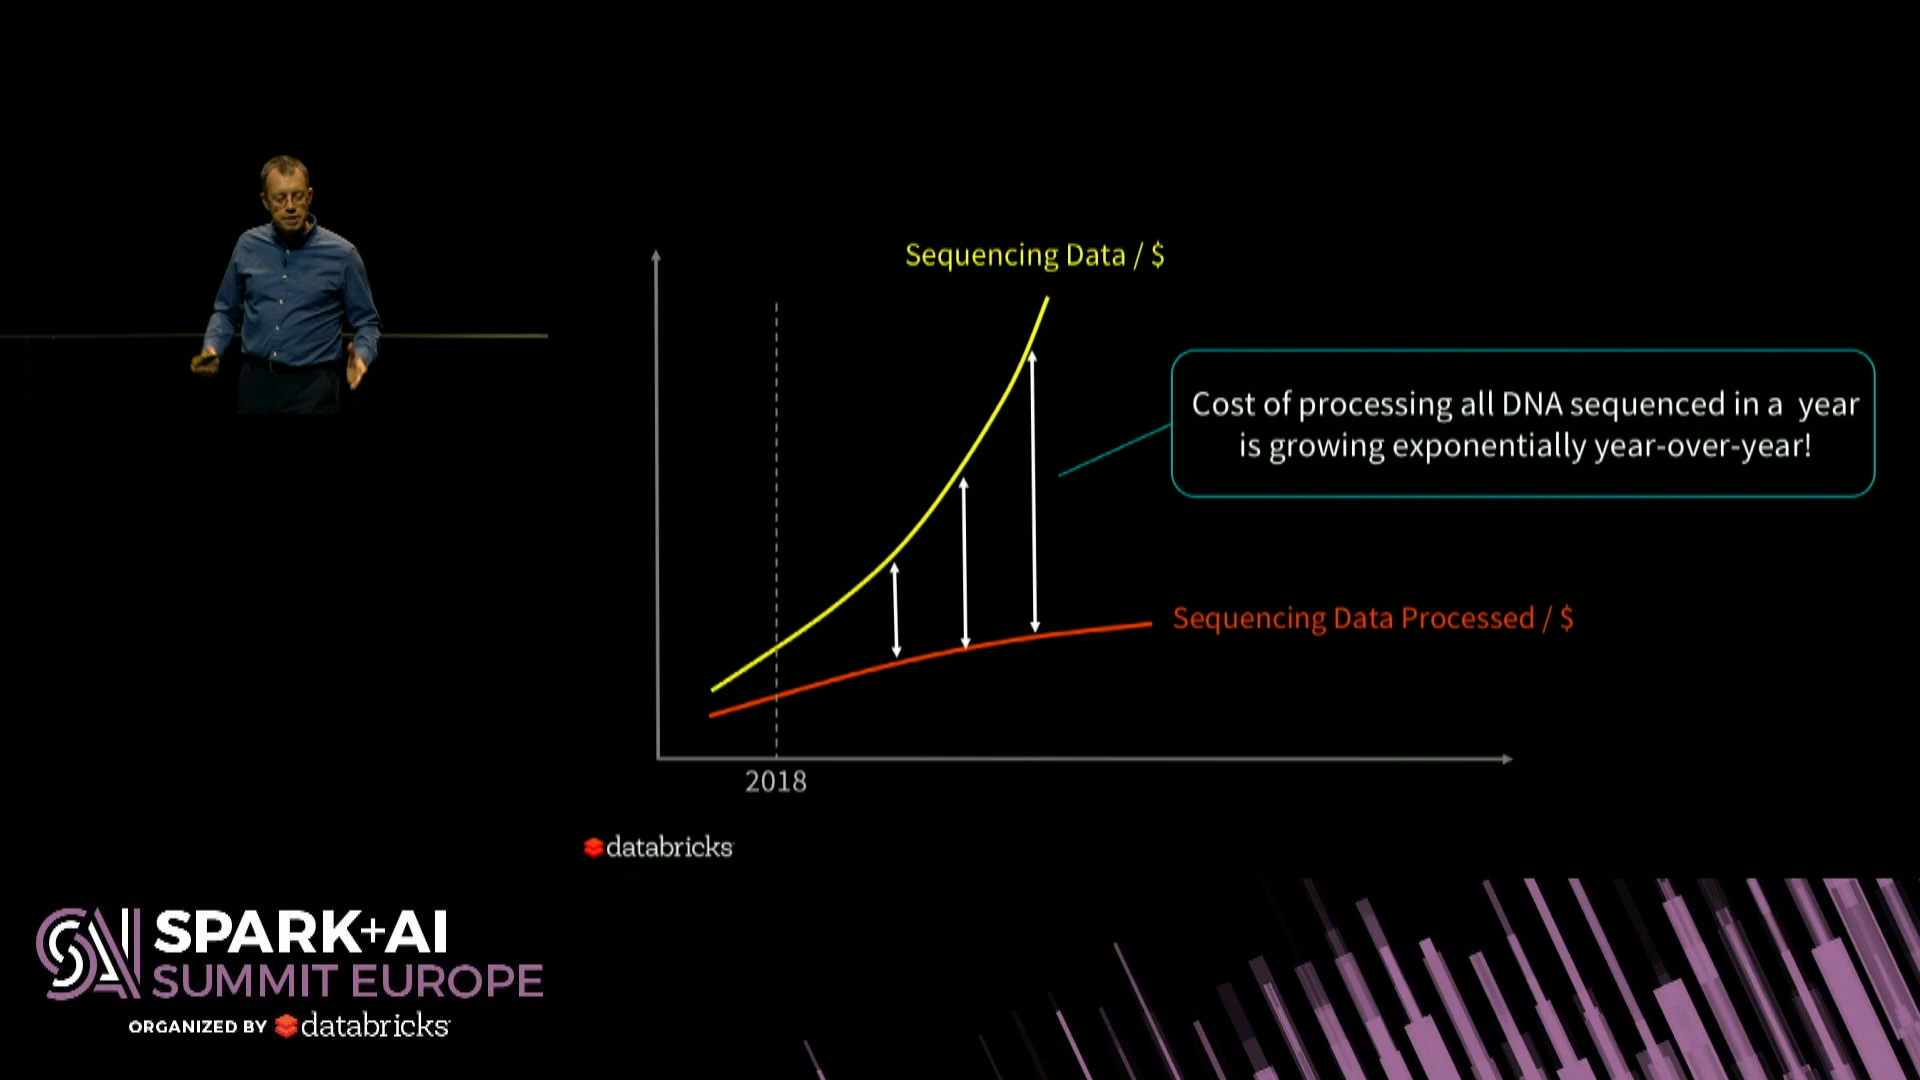 Sequencing Data / $
Cost of processing all DNA sequenced in a year
is growing exponentially year-over-year!
Sequencing Data Processed / $
2018
databricks
SAI
SPARK+AI
SUMMIT EUROPE
ORGANIZED BY databricks